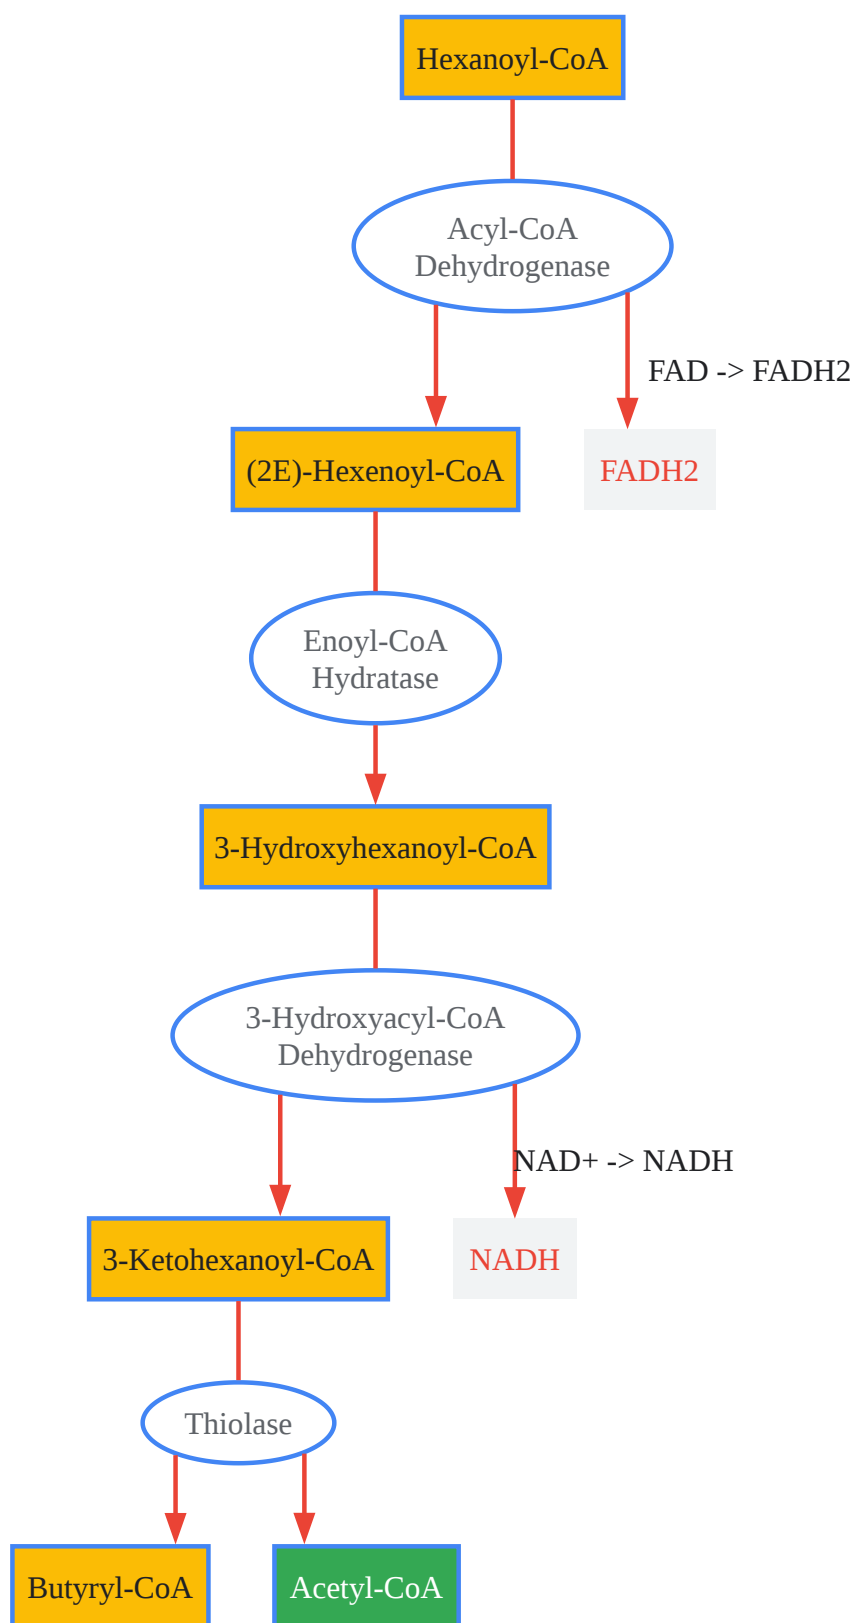 Hexanoyl-CoA
Acyl-CoA
Dehydrogenase
FAD -> FADH2
(2E)-Hexenoyl-CoA
FADH2
Enoyl-CoA
Hydratase
3-Hydroxyhexanoyl-CoA
3-Hydroxyacyl-CoA
Dehydrogenase
NAD+ -> NADH
3-Ketohexanoyl-CoA
NADH
Thiolase
Butyryl-CoA
Acetyl-CoA